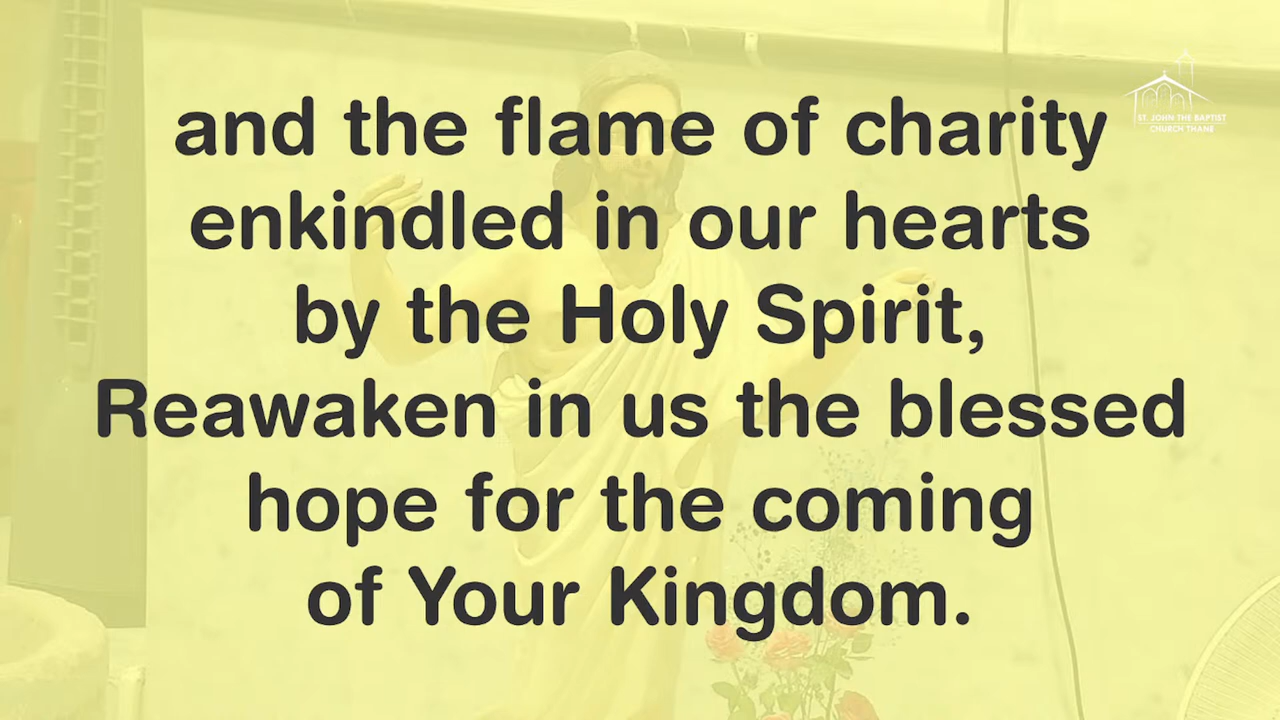 and the flame of charity
enkindled in our hearts
by the Holy Spirit,
Reawaken in us the blessed
hope for the coming
of Your Kingdom.
ST. JOHN THE BAPTIST
CHURCH THANE